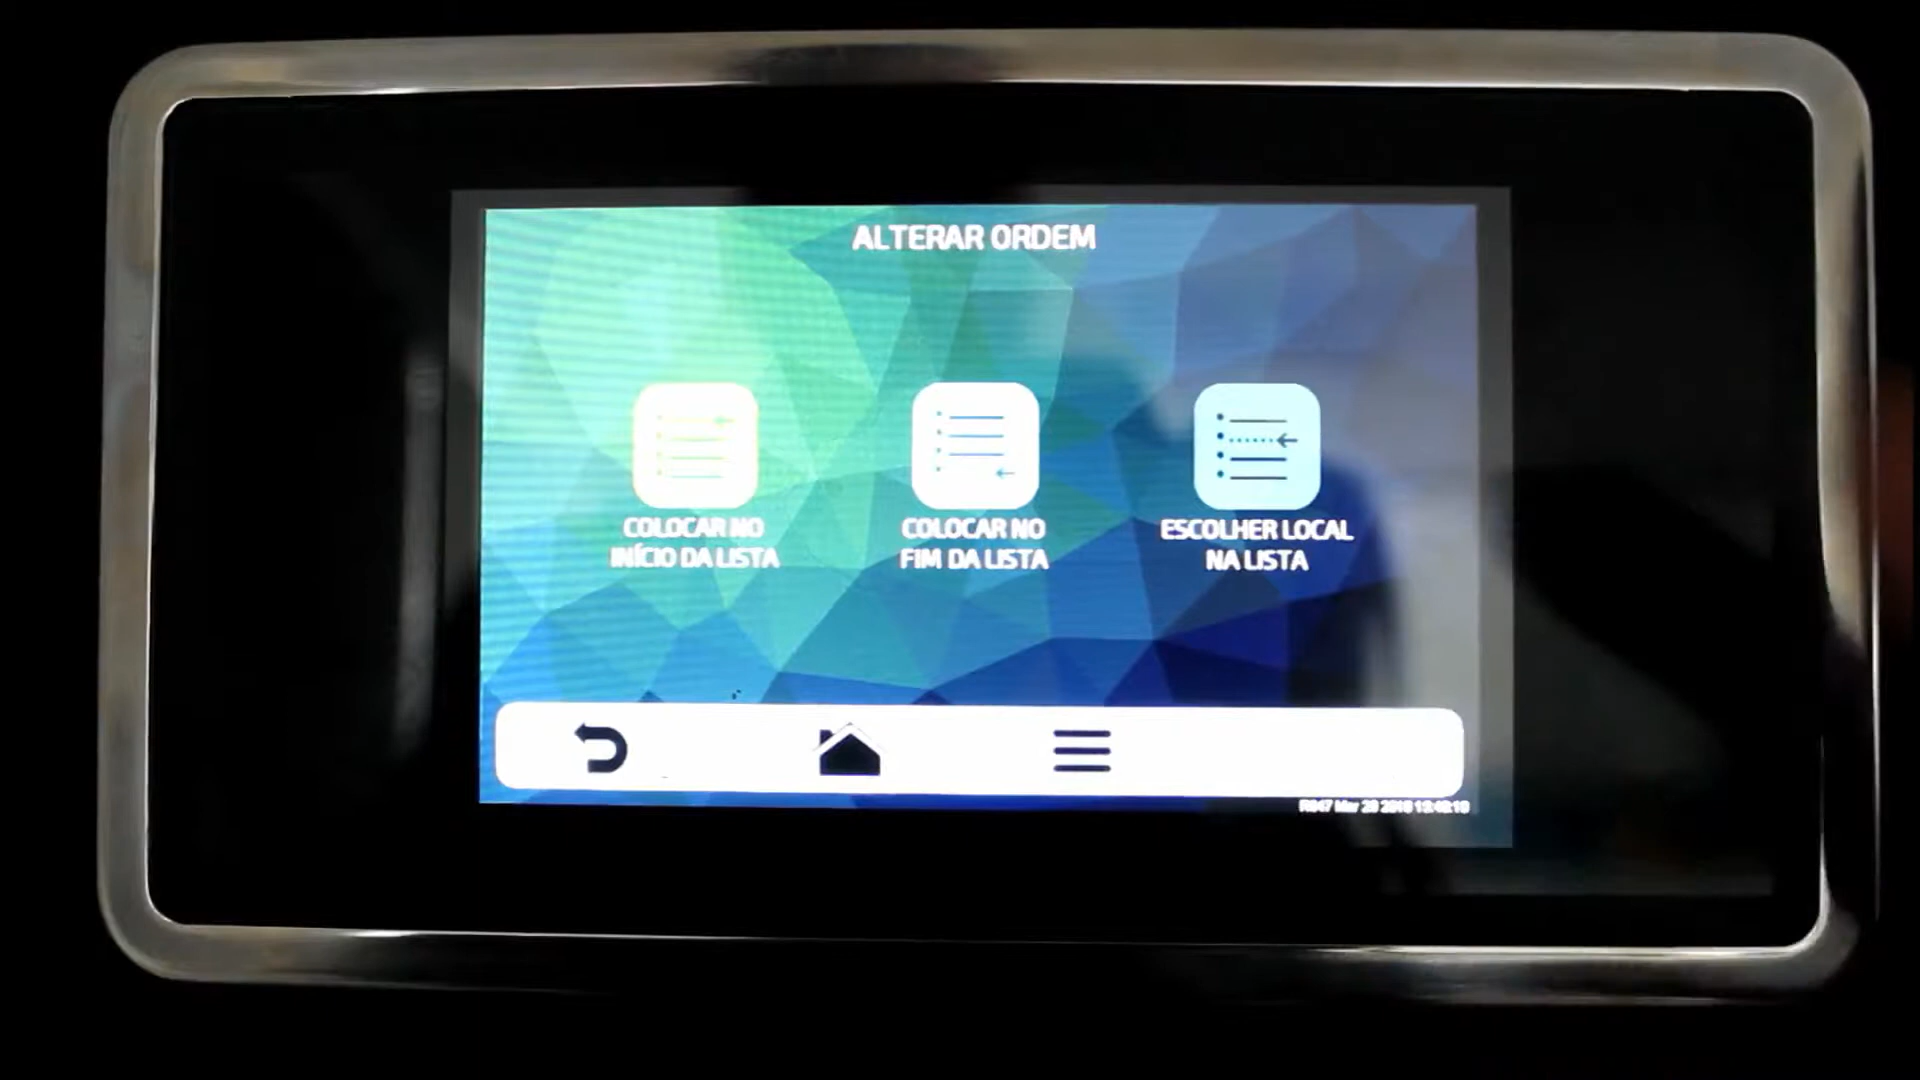 ALTERAR ORDEM
COLOCAR NO
INÍCIO DA LISTA
COLOCAR NO
FIM DA LISTA
ESCOLHER LOCAL
NA LISTA